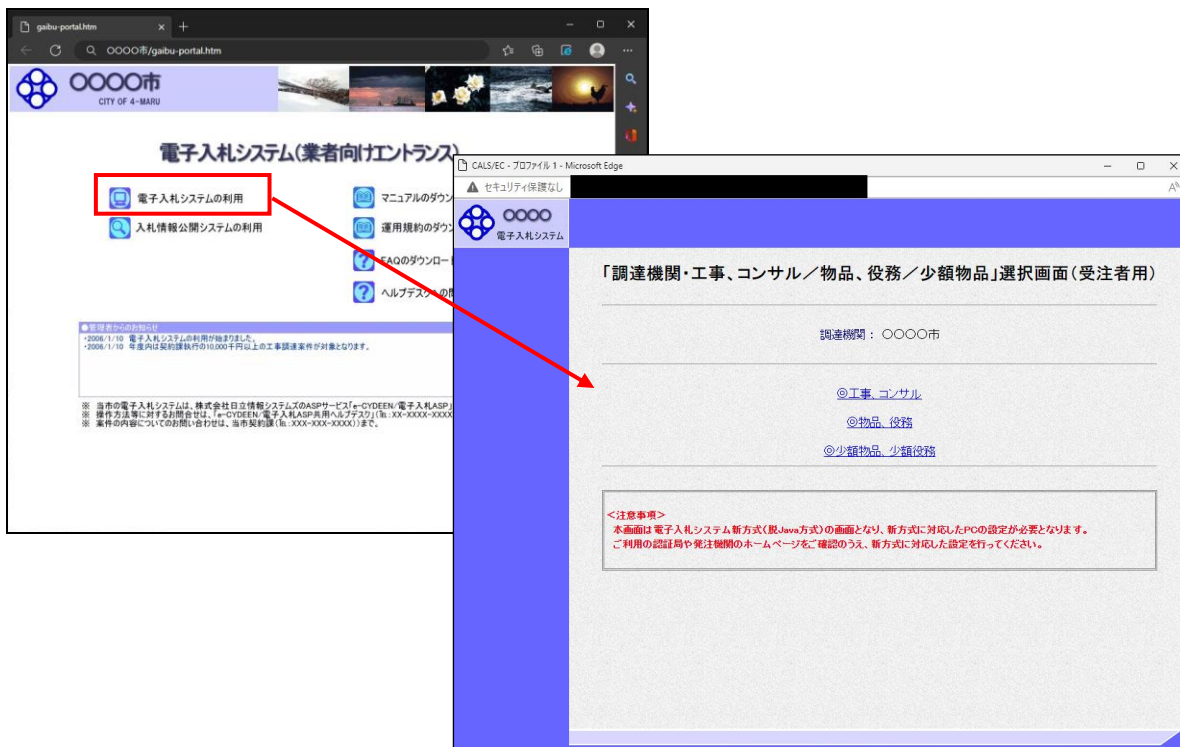 gaibu-portal.htm
〇〇〇〇市/gaibu-portal.htm
〇〇〇〇市
CITY OF 4-MARU
電子入札システム(業者向けエントランス)
電子入札システムの利用
マニュアルのダウン
入札情報公開システムの利用
運用規約のダウン
FAQのダウンロード
ヘルプデスクへの問
●管理者からのお知らせ
・2006/1/10 電子入札システムの利用が始まりました。
・2006/1/10 年度内は契約課執行の10,000千円以上の工事調達案件が対象となります。
※ 当市の電子入札システムは、株式会社日立情報システムズのASPサービス「e-CYDEEN/電子入札ASP」
※ 操作方法等に対するお問合せは、「e-CYDEEN/電子入札ASP共用ヘルプデスク」(℡:XX-XXXX-XXXX
※ 案件の内容についてのお問い合わせは、当市契約課(℡:XXX-XXX-XXXX))まで。
CALS/EC - プロファイル 1 - Microsoft Edge
セキュリティ保護なし
〇〇〇〇
電子入札システム
「調達機関・工事、コンサル／物品、役務／少額物品」選択画面(受注者用)
調達機関： 〇〇〇〇市
◎工事、コンサル
◎物品、役務
◎少額物品、少額役務
＜注意事項＞
本画面は電子入札システム新方式(脱Java方式)の画面となり、新方式に対応したPCの設定が必要となります。
ご利用の認証局や発注機関のホームページをご確認のうえ、新方式に対応した設定を行ってください。